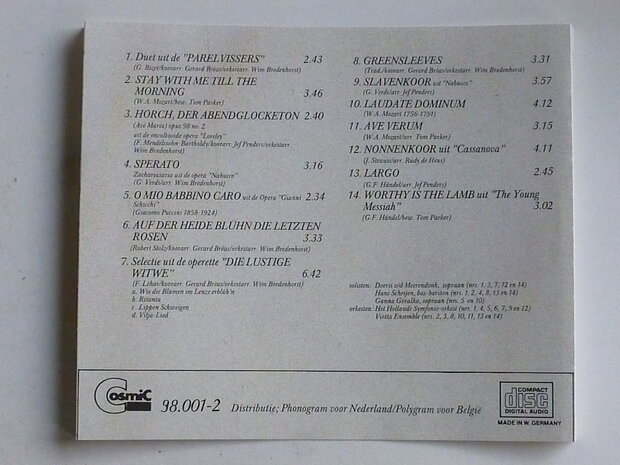 1. Duet uit de "PARELVISSERS" 2.43
(G. Bizet/koorarr. Gerard Bröus/orkestarr. Wim Bredenhorst)
2. STAY WITH ME TILL THE
MORNING 3.46
(W.A. Mozart/bew. Tom Parker)
3. HORCH, DER ABENDGLOCKETON 2.40
(Ave Maria) opus 98 no. 2
uit de onvoltooide opera "Loreley"
(F. Mendelssohn-Bartholdy/koorarr. Jef Penders/orkestarr.
Wim Bredenhorst)
4. SPERATO 3.16
Zacharasaria uit de opera "Nabucco"
(G. Verdi/arr. Wim Bredenhorst)
5. O MIO BABBINO CARO uit de Opera "Gianni 2.34
Schicchi"
(Giacomo Puccini 1858-1924)
6. AUF DER HEIDE BLÜHN DIE LETZTEN
ROSEN 3.33
(Robert Stolz/koorarr. Gerard Bröus/orkestarr. Wim Bredenhorst)
7. Selectie uit de operette "DIE LUSTIGE
WITWE" 6.42
(F. Léhar/koorarr. Gerard Bröus/orkestarr. Wim Bredenhorst)
a. Wie die Blumen im Lenze erblüh'n
b. Ritantu
c. Lippen Schweigen
d. Vilja-Lied
8. GREENSLEEVES 3.31
(Trad./koorarr. Gerard Bröus/orkestarr. Wim Bredenhorst)
9. SLAVENKOOR uit "Nabucco" 3.57
(G. Verdi/arr. Jef Penders)
10. LAUDATE DOMINUM 4.12
(W.A. Mozart 1756-1791)
11. AVE VERUM 3.15
(W.A. Mozart/arr. Tom Parker)
12. NONNENKOOR uit "Cassanova" 4.11
(J. Strauss/arr. Rudy de Heus)
13. LARGO 2.45
(G.F. Händel/arr. Jef Penders)
14. WORTHY IS THE LAMB uit "The Young
Messiah" 3.02
(G.F. Händel/bew. Tom Parker)
solisten: Dorris v/d Meerendonk, sopraan (nrs. 1, 3, 7, 12 en 14)
Hans Scheijen, bas-bariton (nrs. 1, 2, 4, 8, 13 en 14)
Ganna Goralka, sopraan (nrs. 5 en 10)
orkesten: Het Hollands Symfonie-orkest (nrs. 1, 4, 5, 6, 7, 9 en 12)
Viotta Ensemble (nrs. 2, 3, 8, 10, 11, 13 en 14)
Cosmic
98.001-2 Distributie; Phonogram voor Nederland/Polygram voor België
COMPACT
disc
DIGITAL AUDIO
MADE IN W. GERMANY